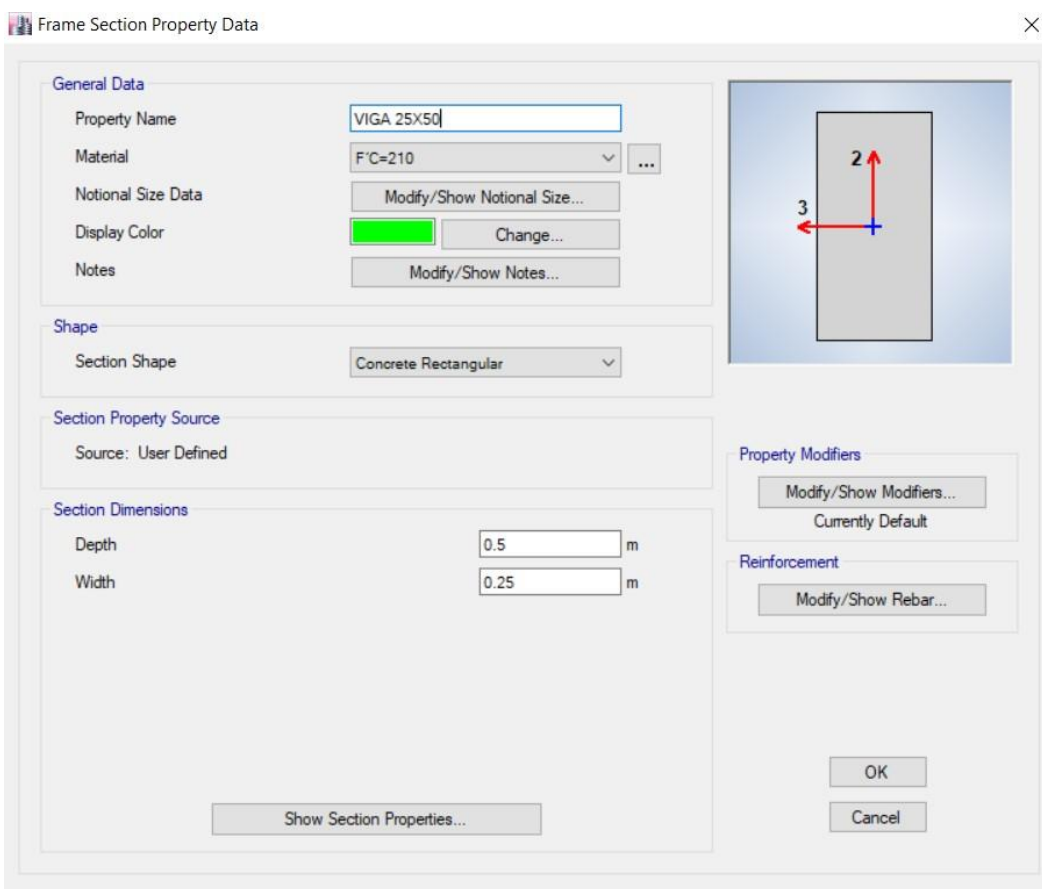 Frame Section Property Data
General Data
Property Name VIGA 25X50
Material F'C=210 ...
Notional Size Data Modify/Show Notional Size...
Display Color Change...
Notes Modify/Show Notes...
2
3
Shape
Section Shape Concrete Rectangular
Section Property Source
Source: User Defined
Property Modifiers
Modify/Show Modifiers...
Currently Default
Section Dimensions
Depth 0.5 m
Width 0.25 m
Reinforcement
Modify/Show Rebar...
Show Section Properties...
OK
Cancel